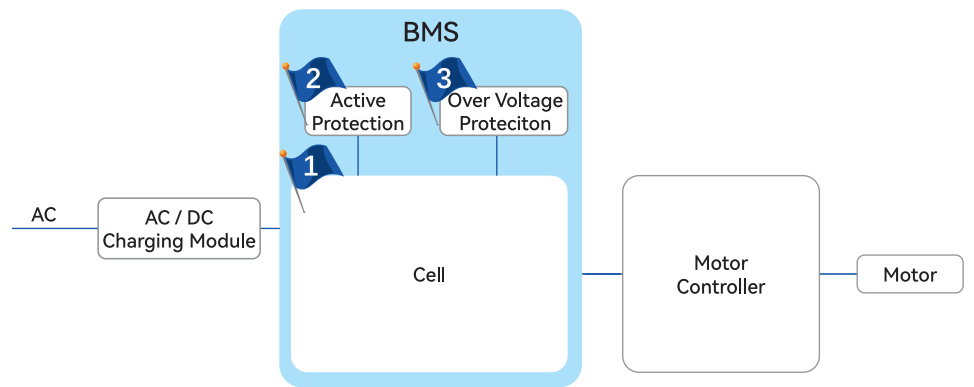 BMS
2
Active
Protection
3
Over Voltage
Proteciton
1
AC
AC / DC
Charging Module
Cell
Motor
Controller
Motor